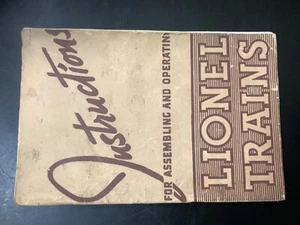 Instructions
FOR ASSEMBLING AND OPERATING
LIONEL
TRAINS